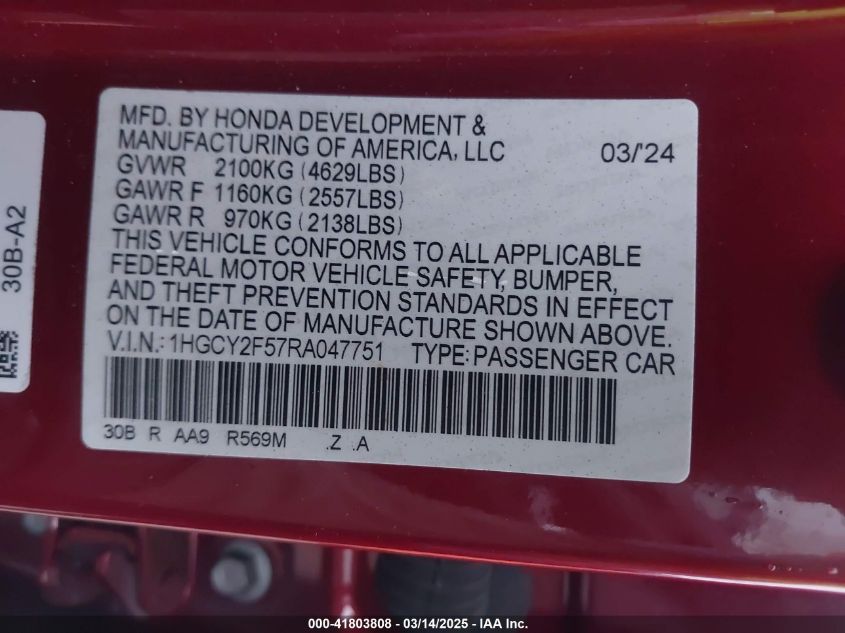 MFD. BY HONDA DEVELOPMENT &
MANUFACTURING OF AMERICA, LLC 03/'24
GVWR 2100KG (4629LBS)
GAWR F 1160KG (2557LBS)
GAWR R 970KG (2138LBS)
THIS VEHICLE CONFORMS TO ALL APPLICABLE
FEDERAL MOTOR VEHICLE SAFETY, BUMPER,
AND THEFT PREVENTION STANDARDS IN EFFECT
ON THE DATE OF MANUFACTURE SHOWN ABOVE.
V.I.N.: 1HGCY2F57RA047751 TYPE: PASSENGER CAR
30B R AA9 R569M .Z .A
30B-A2
000-41803808 - 03/14/2025 - IAA Inc.